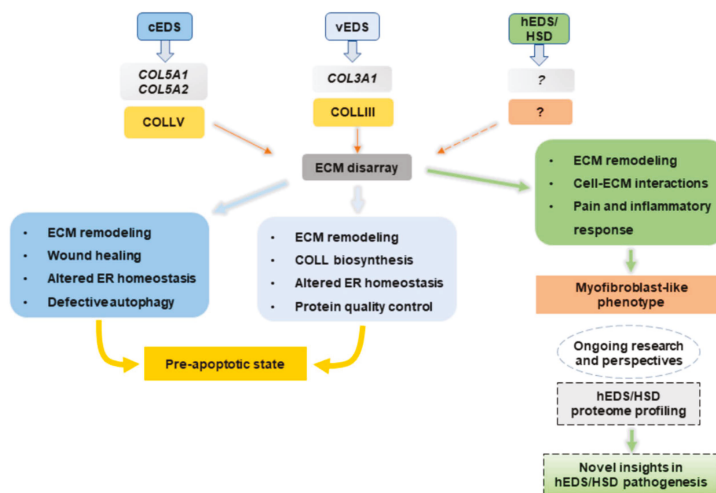 cEDS
vEDS
hEDS/
HSD
COL5A1
COL5A2
COL3A1
?
COLLV
COLLIII
?
ECM disarray
• ECM remodeling
• Cell-ECM interactions
• Pain and inflammatory
response
• ECM remodeling
• Wound healing
• Altered ER homeostasis
• Defective autophagy
• ECM remodeling
• COLL biosynthesis
• Altered ER homeostasis
• Protein quality control
Myofibroblast-like
phenotype
Pre-apoptotic state
Ongoing research
and perspectives
hEDS/HSD
proteome profiling
Novel insights in
hEDS/HSD pathogenesis